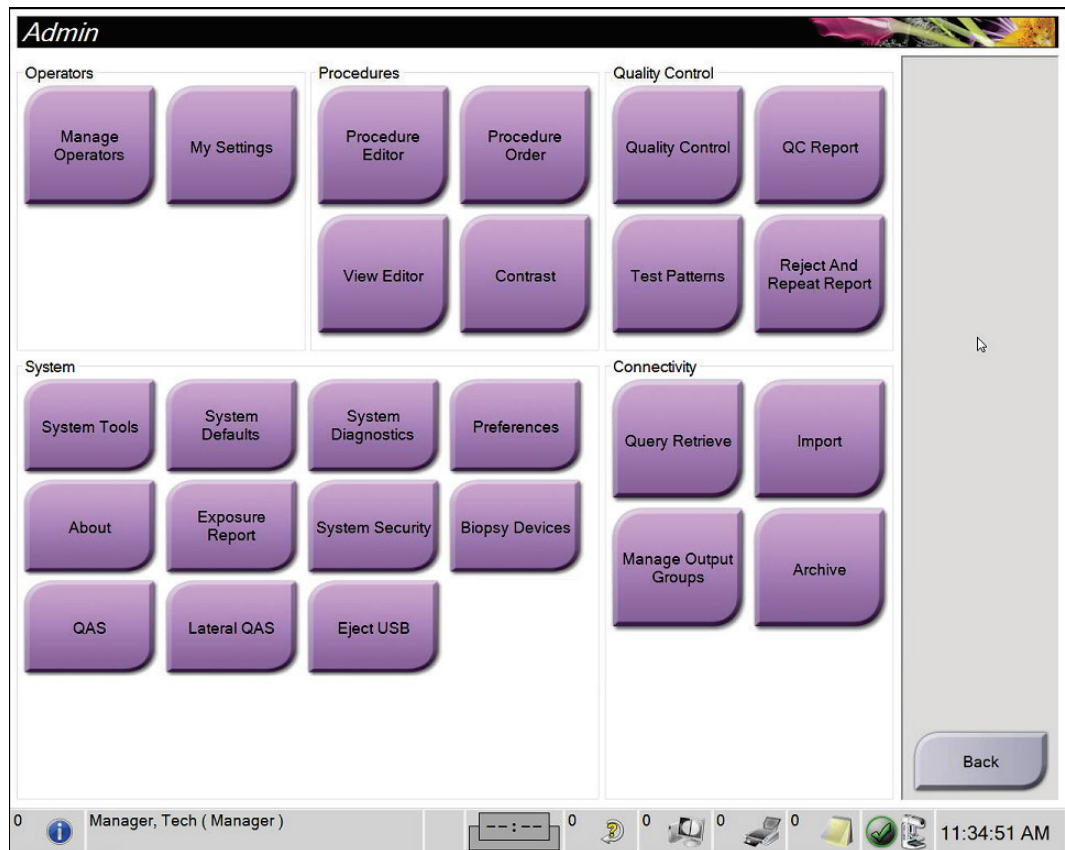 Admin
Operators
Manage
Operators
My Settings
Procedures
Procedure
Editor
Procedure
Order
View Editor
Contrast
Quality Control
Quality Control
QC Report
Test Patterns
Reject And
Repeat Report
System
System Tools
System
Defaults
System
Diagnostics
Preferences
About
Exposure
Report
System Security
Biopsy Devices
QAS
Lateral QAS
Eject USB
Connectivity
Query Retrieve
Import
Manage Output
Groups
Archive
Back
0
Manager, Tech ( Manager )
--:--
0
0
0
0
11:34:51 AM